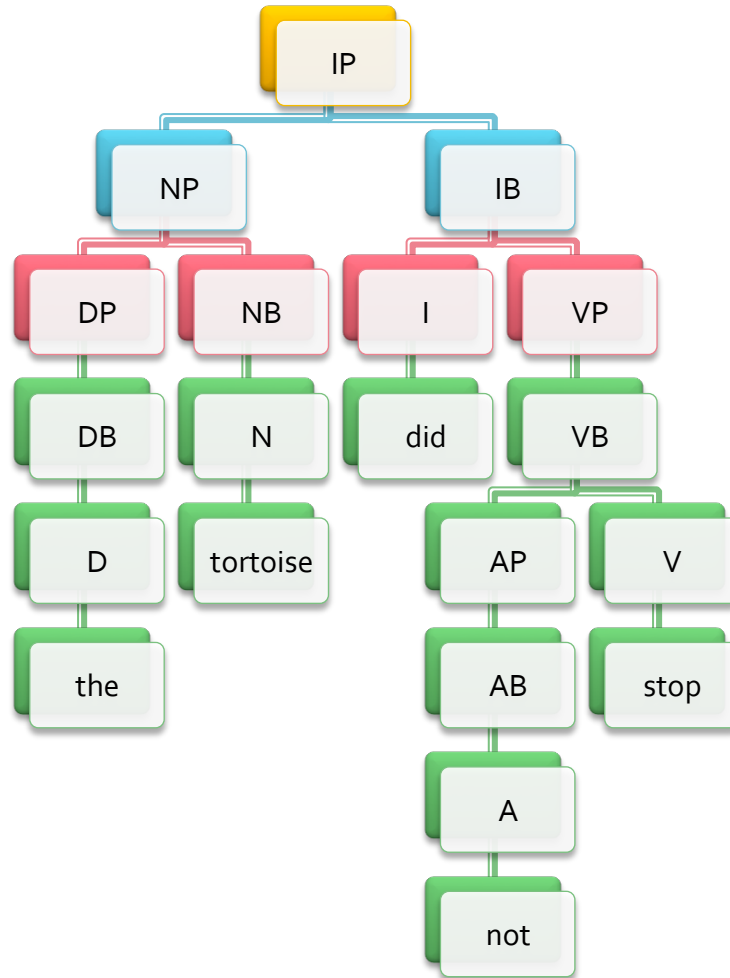 IP
NP IB
DP NB I VP
DB N did VB
D tortoise AP V
the AB stop
A
not